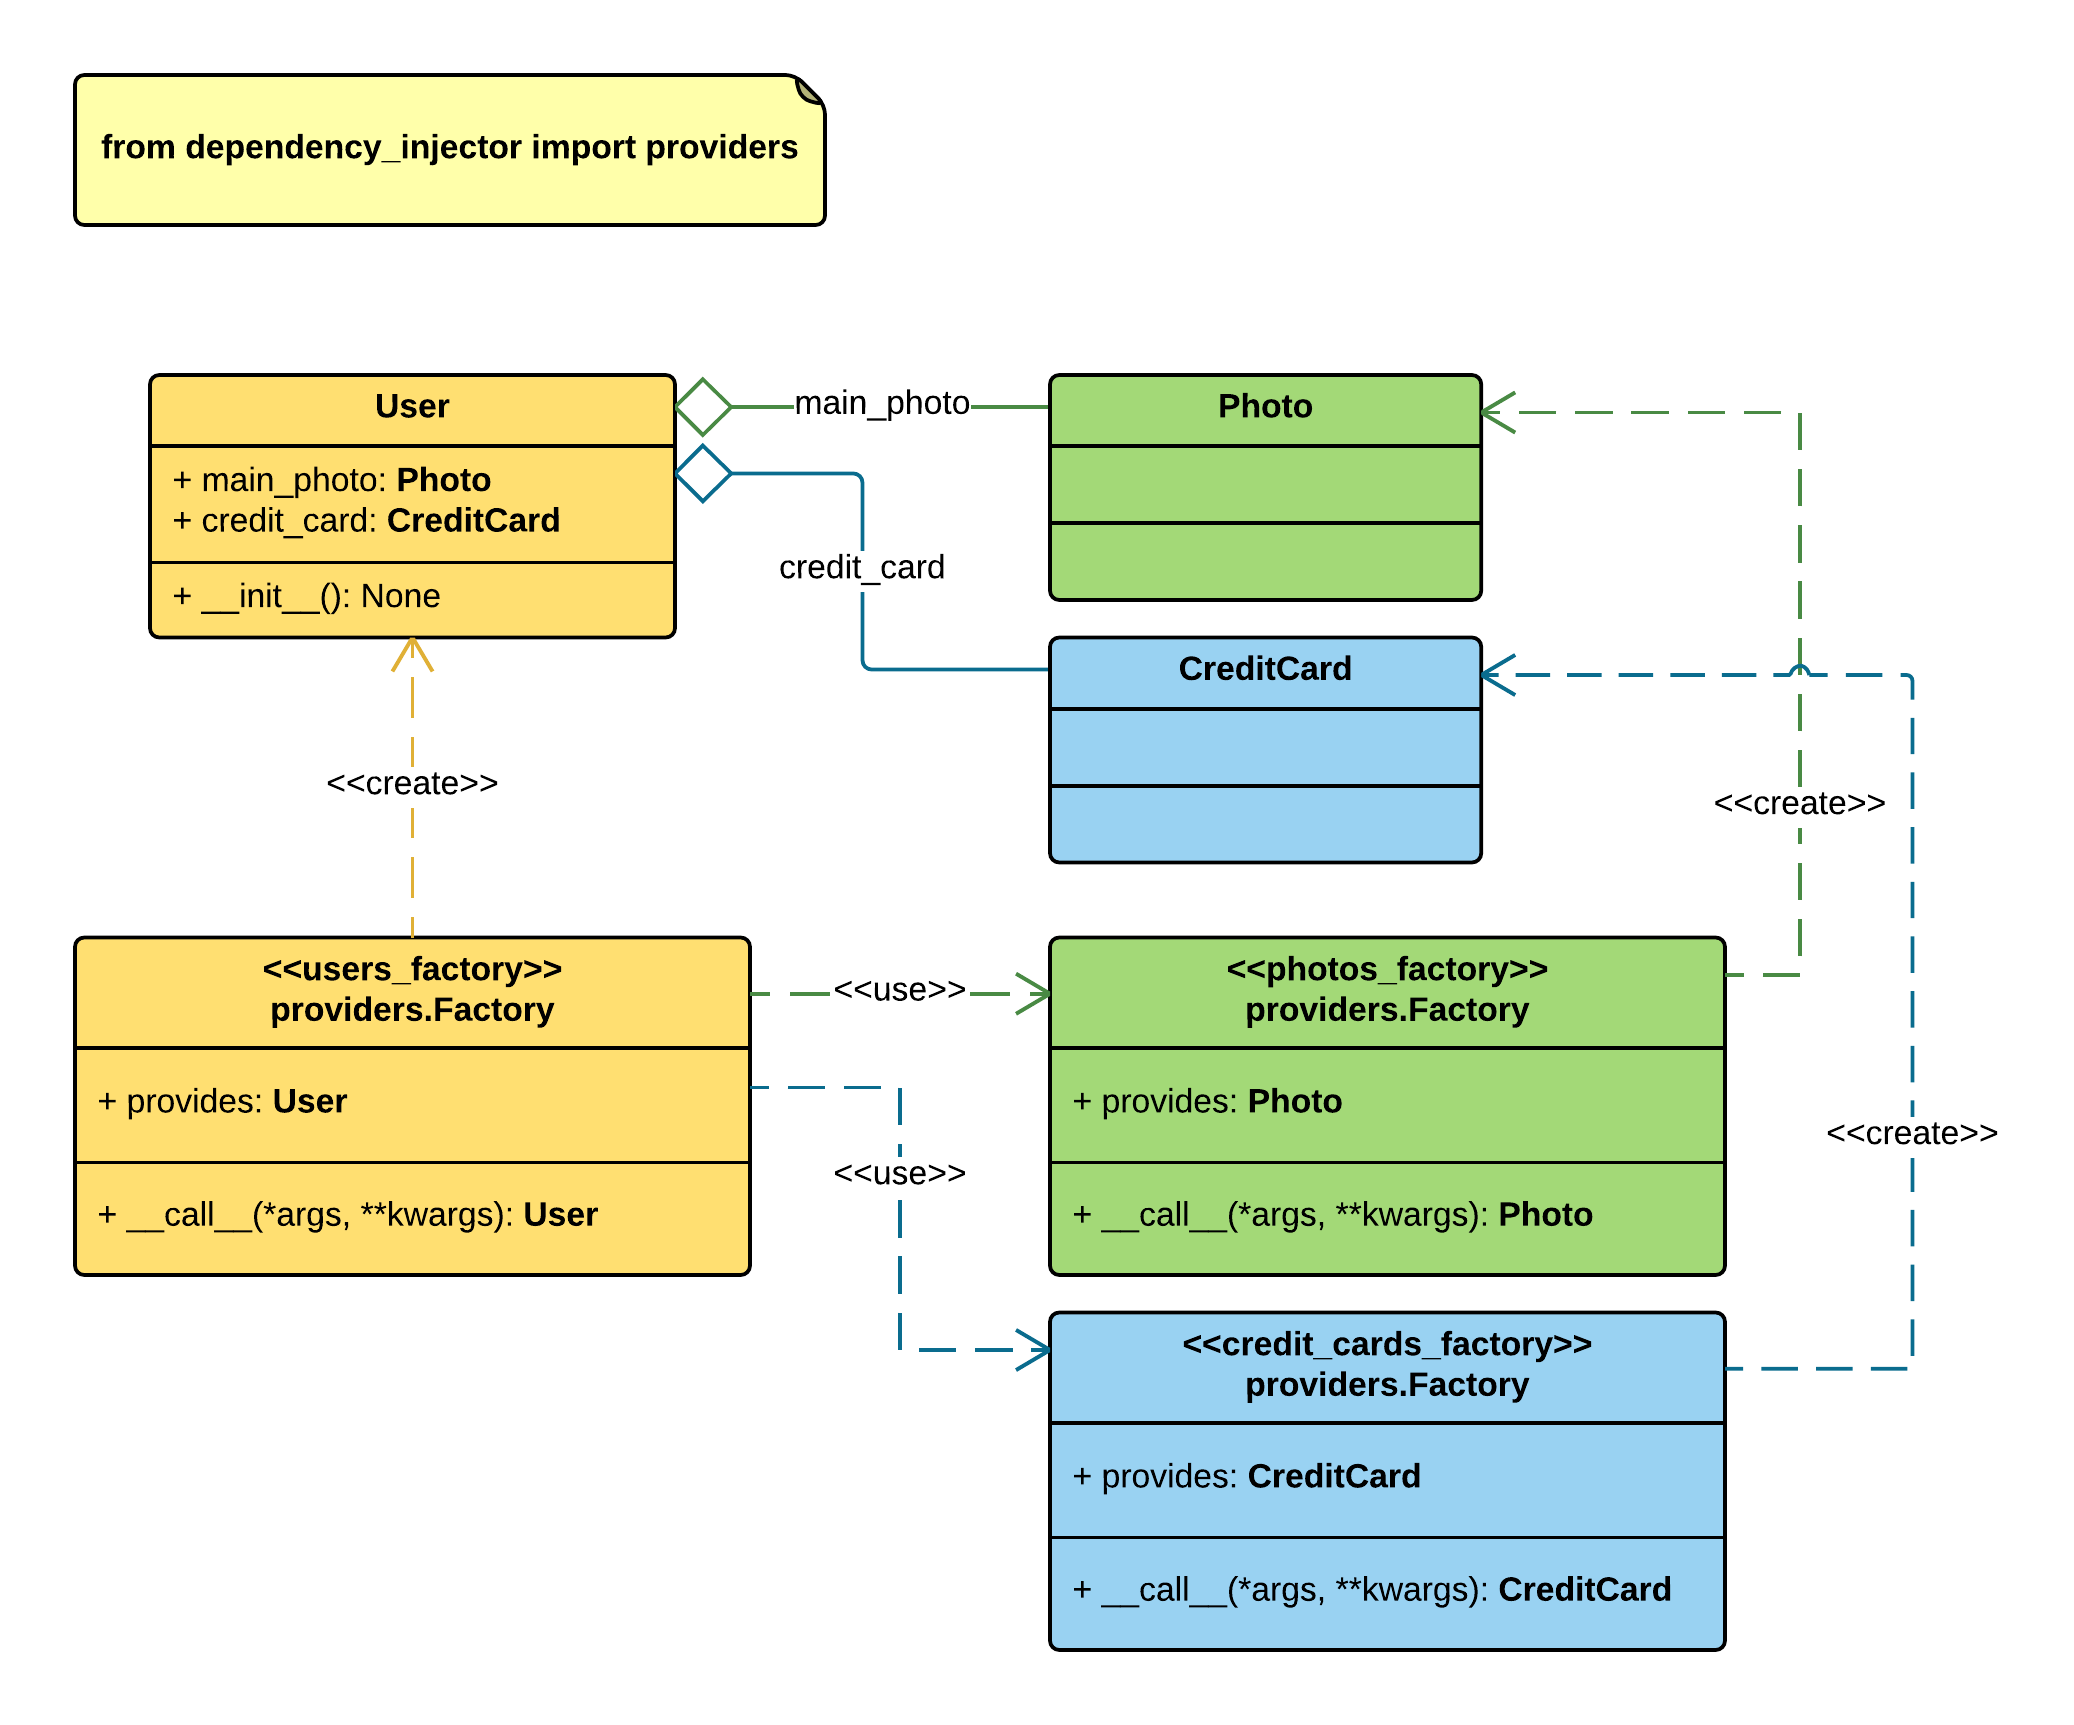 from dependency_injector import providers
User
+ main_photo: Photo
+ credit_card: CreditCard
+ __init__(): None
main_photo
credit_card
Photo
CreditCard
<<create>>
<<create>>
<<users_factory>>
providers.Factory
+ provides: User
+ __call__(*args, **kwargs): User
<<use>>
<<use>>
<<photos_factory>>
providers.Factory
+ provides: Photo
+ __call__(*args, **kwargs): Photo
<<create>>
<<credit_cards_factory>>
providers.Factory
+ provides: CreditCard
+ __call__(*args, **kwargs): CreditCard